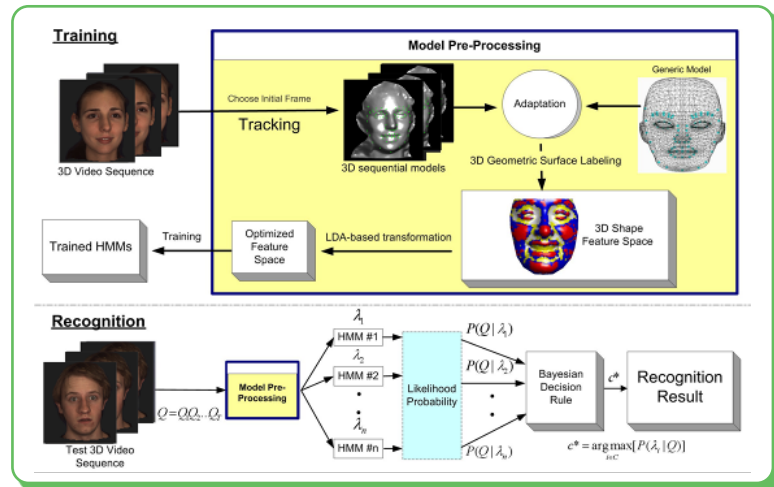 Training
Model Pre-Processing
Choose Initial Frame
Tracking
Generic Model
Adaptation
3D Video Sequence
3D sequential models
3D Geometric Surface Labeling
Trained HMMs
Training
Optimized
Feature
Space
LDA-based transformation
3D Shape
Feature Space
Recognition
λ₁
HMM #1
λ₂
HMM #2
λₙ
HMM #n
Model Pre-
Processing
Likelihood
Probability
P(Q | λ₁)
P(Q | λ₂)
P(Q | λₙ)
Bayesian
Decision
Rule
c*
Recognition
Result
c* = arg max[P(λᵢ | Q)]
i∈C
Test 3D Video
Sequence